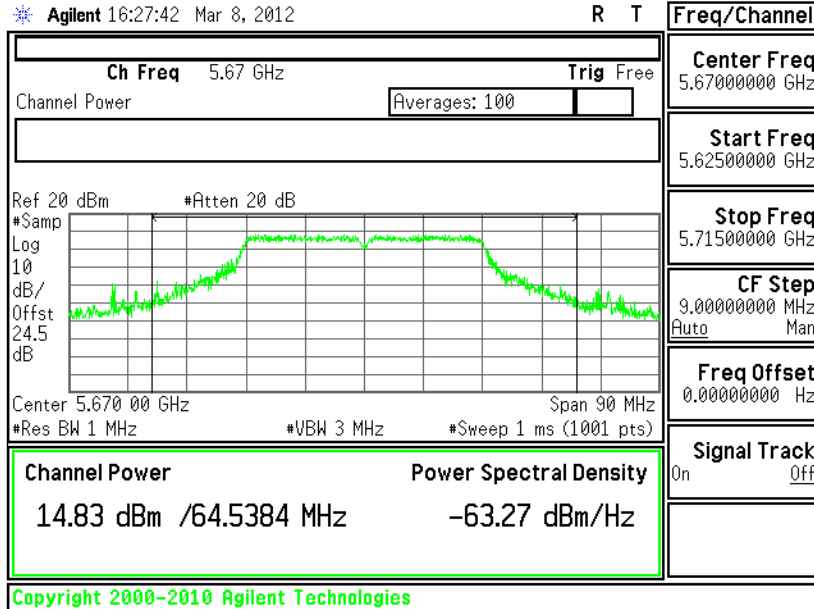 Agilent 16:27:42 Mar 8, 2012 R T
Ch Freq 5.67 GHz Trig Free
Channel Power Averages: 100
Ref 20 dBm #Atten 20 dB
#Samp
Log
10
dB/
Offst
24.5
dB
Center 5.670 00 GHz Span 90 MHz
#Res BW 1 MHz #VBW 3 MHz #Sweep 1 ms (1001 pts)
Channel Power Power Spectral Density
14.83 dBm /64.5384 MHz -63.27 dBm/Hz
Copyright 2000-2010 Agilent Technologies
Freq/Channel
Center Freq
5.67000000 GHz
Start Freq
5.62500000 GHz
Stop Freq
5.71500000 GHz
CF Step
9.00000000 MHz
Auto Man
Freq Offset
0.00000000 Hz
Signal Track
On Off